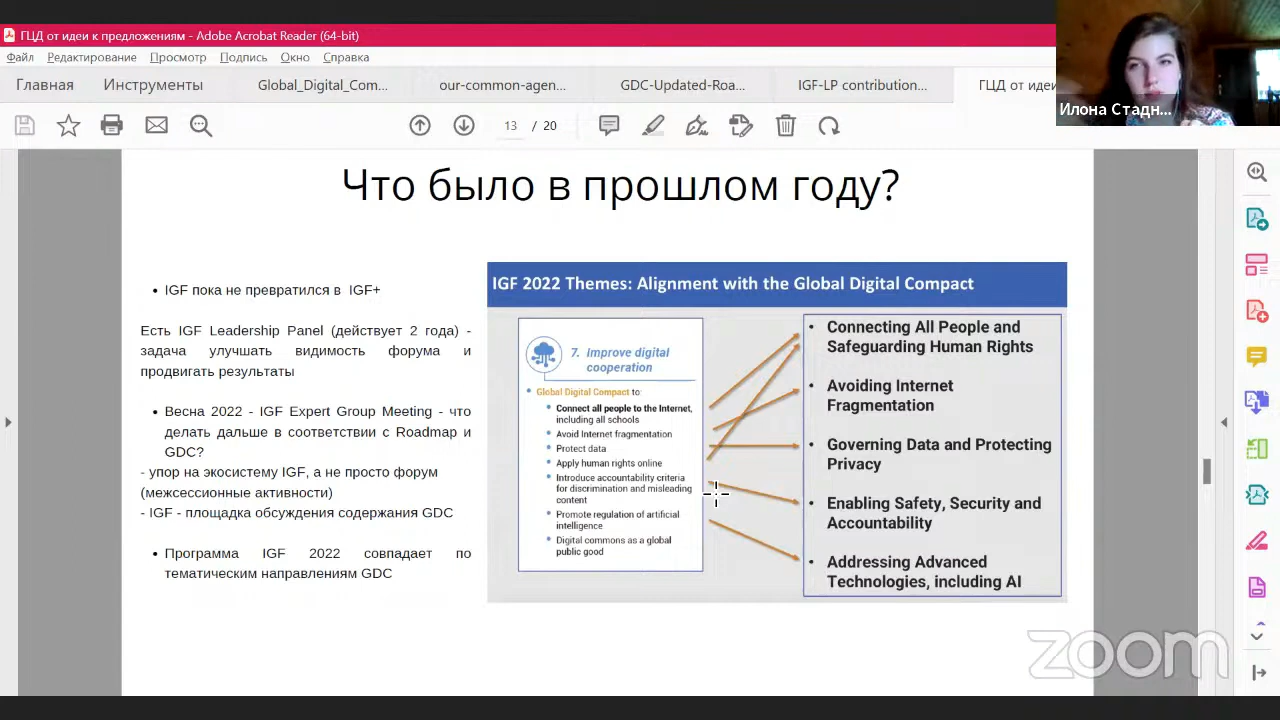 ГЦД от идеи к предложениям - Adobe Acrobat Reader (64-bit)
Файл Редактирование Просмотр Подпись Окно Справка
Главная Инструменты Global_Digital_Com... our-common-agen... GDC-Updated-Roa... IGF-LP contribution... ГЦД от идеи
13 / 20
Илона Стадн...
Что было в прошлом году?
• IGF пока не превратился в IGF+
Есть IGF Leadership Panel (действует 2 года) -
задача улучшать видимость форума и
продвигать результаты
• Весна 2022 - IGF Expert Group Meeting - что
делать дальше в соответствии с Roadmap и
GDC?
- упор на экосистему IGF, а не просто форум
(межсессионные активности)
- IGF - площадка обсуждения содержания GDC
• Программа IGF 2022 совпадает по
тематическим направлениям GDC
IGF 2022 Themes: Alignment with the Global Digital Compact
7. Improve digital
cooperation
• Global Digital Compact to:
• Connect all people to the Internet,
including all schools
• Avoid Internet fragmentation
• Protect data
• Apply human rights online
• Introduce accountability criteria
for discrimination and misleading
content
• Promote regulation of artificial
intelligence
• Digital commons as a global
public good
• Connecting All People and
Safeguarding Human Rights
• Avoiding Internet
Fragmentation
• Governing Data and Protecting
Privacy
• Enabling Safety, Security and
Accountability
• Addressing Advanced
Technologies, including AI
zoom